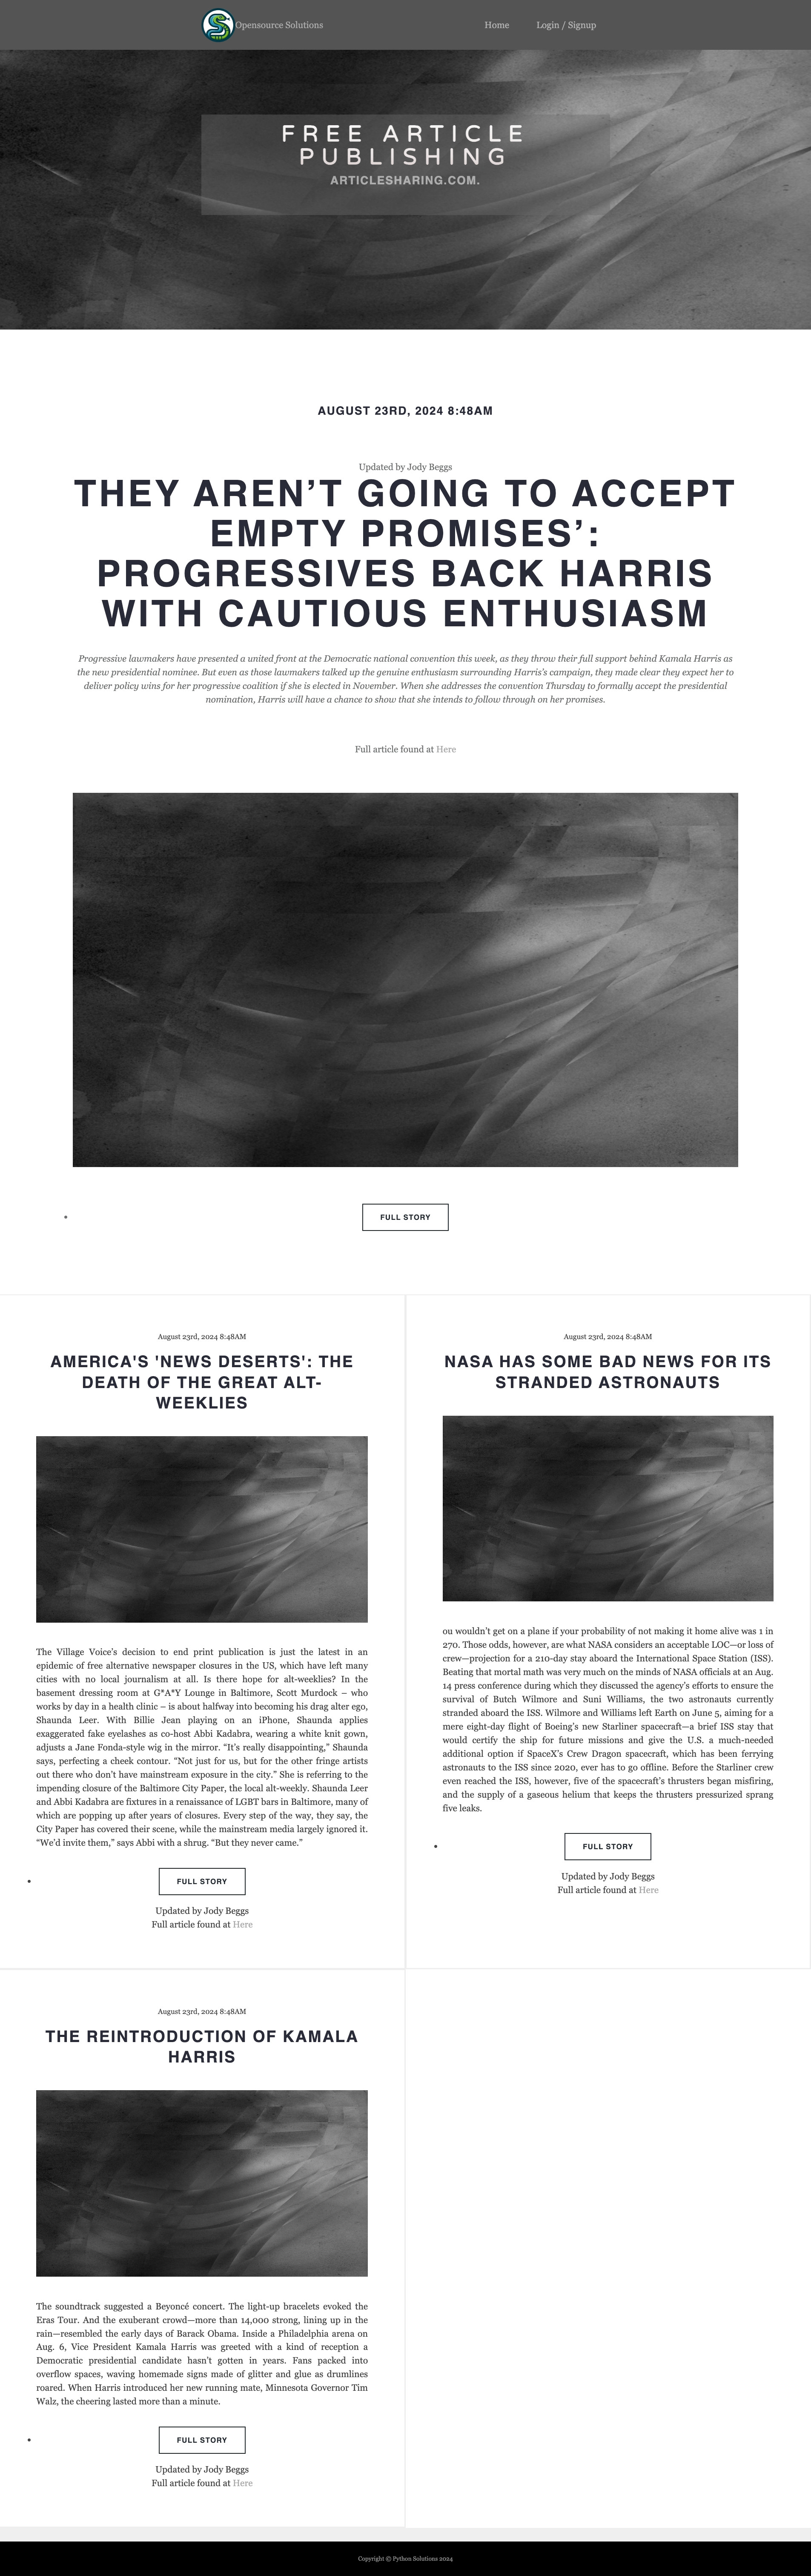 Opensource Solutions
Home
Login / Signup
FREE ARTICLE
PUBLISHING
ARTICLESHARING.COM.
AUGUST 23RD, 2024 8:48AM
Updated by Jody Beggs
THEY AREN’T GOING TO ACCEPT
EMPTY PROMISES’:
PROGRESSIVES BACK HARRIS
WITH CAUTIOUS ENTHUSIASM
Progressive lawmakers have presented a united front at the Democratic national convention this week, as they throw their full support behind Kamala Harris as
the new presidential nominee. But even as those lawmakers talked up the genuine enthusiasm surrounding Harris’s campaign, they made clear they expect her to
deliver policy wins for her progressive coalition if she is elected in November. When she addresses the convention Thursday to formally accept the presidential
nomination, Harris will have a chance to show that she intends to follow through on her promises.
Full article found at Here
FULL STORY
August 23rd, 2024 8:48AM
AMERICA'S 'NEWS DESERTS': THE
DEATH OF THE GREAT ALT-
WEEKLIES
The Village Voice’s decision to end print publication is just the latest in an
epidemic of free alternative newspaper closures in the US, which have left many
cities with no local journalism at all. Is there hope for alt-weeklies? In the
basement dressing room at G*A*Y Lounge in Baltimore, Scott Murdock – who
works by day in a health clinic – is about halfway into becoming his drag alter ego,
Shaunda Leer. With Billie Jean playing on an iPhone, Shaunda applies
exaggerated fake eyelashes as co-host Abbi Kadabra, wearing a white knit gown,
adjusts a Jane Fonda-style wig in the mirror. “It’s really disappointing,” Shaunda
says, perfecting a cheek contour. “Not just for us, but for the other fringe artists
out there who don’t have mainstream exposure in the city.” She is referring to the
impending closure of the Baltimore City Paper, the local alt-weekly. Shaunda Leer
and Abbi Kadabra are fixtures in a renaissance of LGBT bars in Baltimore, many of
which are popping up after years of closures. Every step of the way, they say, the
City Paper has covered their scene, while the mainstream media largely ignored it.
“We’d invite them,” says Abbi with a shrug. “But they never came.”
FULL STORY
Updated by Jody Beggs
Full article found at Here
August 23rd, 2024 8:48AM
NASA HAS SOME BAD NEWS FOR ITS
STRANDED ASTRONAUTS
ou wouldn’t get on a plane if your probability of not making it home alive was 1 in
270. Those odds, however, are what NASA considers an acceptable LOC—or loss of
crew—projection for a 210-day stay aboard the International Space Station (ISS).
Beating that mortal math was very much on the minds of NASA officials at an Aug.
14 press conference during which they discussed the agency’s efforts to ensure the
survival of Butch Wilmore and Suni Williams, the two astronauts currently
stranded aboard the ISS. Wilmore and Williams left Earth on June 5, aiming for a
mere eight-day flight of Boeing’s new Starliner spacecraft—a brief ISS stay that
would certify the ship for future missions and give the U.S. a much-needed
additional option if SpaceX’s Crew Dragon spacecraft, which has been ferrying
astronauts to the ISS since 2020, ever has to go offline. Before the Starliner crew
even reached the ISS, however, five of the spacecraft’s thrusters began misfiring,
and the supply of a gaseous helium that keeps the thrusters pressurized sprang
five leaks.
FULL STORY
Updated by Jody Beggs
Full article found at Here
August 23rd, 2024 8:48AM
THE REINTRODUCTION OF KAMALA
HARRIS
The soundtrack suggested a Beyoncé concert. The light-up bracelets evoked the
Eras Tour. And the exuberant crowd—more than 14,000 strong, lining up in the
rain—resembled the early days of Barack Obama. Inside a Philadelphia arena on
Aug. 6, Vice President Kamala Harris was greeted with a kind of reception a
Democratic presidential candidate hasn’t gotten in years. Fans packed into
overflow spaces, waving homemade signs made of glitter and glue as drumlines
roared. When Harris introduced her new running mate, Minnesota Governor Tim
Walz, the cheering lasted more than a minute.
FULL STORY
Updated by Jody Beggs
Full article found at Here
Copyright © Python Solutions 2024